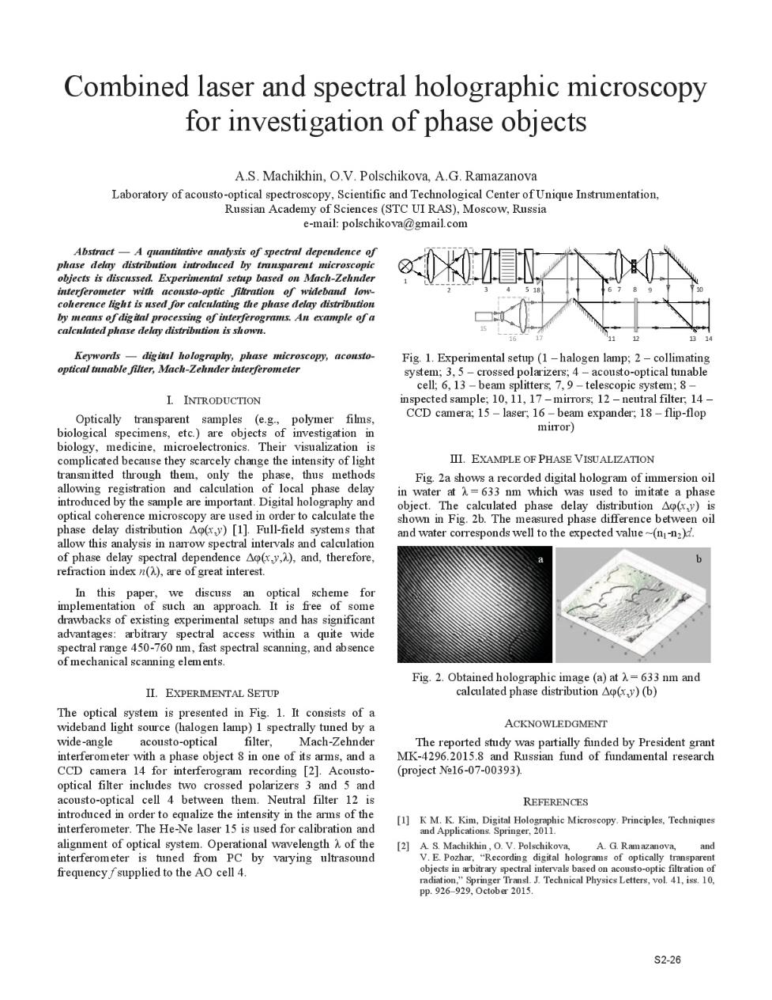 Combined laser and spectral holographic microscopy
for investigation of phase objects
A.S. Machikhin, O.V. Polschikova, A.G. Ramazanova
Laboratory of acousto-optical spectroscopy, Scientific and Technological Center of Unique Instrumentation,
Russian Academy of Sciences (STC UI RAS), Moscow, Russia
e-mail: polschikova@gmail.com
Abstract — A quantitative analysis of spectral dependence of
phase delay distribution introduced by transparent microscopic
objects is discussed. Experimental setup based on Mach-Zehnder
interferometer with acousto-optic filtration of wideband low-
coherence light is used for calculating the phase delay distribution
by means of digital processing of interferograms. An example of a
calculated phase delay distribution is shown.
Keywords — digital holography, phase microscopy, acousto-
optical tunable filter, Mach-Zehnder interferometer
I. INTRODUCTION
Optically transparent samples (e.g., polymer films,
biological specimens, etc.) are objects of investigation in
biology, medicine, microelectronics. Their visualization is
complicated because they scarcely change the intensity of light
transmitted through them, only the phase, thus methods
allowing registration and calculation of local phase delay
introduced by the sample are important. Digital holography and
optical coherence microscopy are used in order to calculate the
phase delay distribution Δφ(x,y) [1]. Full-field systems that
allow this analysis in narrow spectral intervals and calculation
of phase delay spectral dependence Δφ(x,y,λ), and, therefore,
refraction index n(λ), are of great interest.
In this paper, we discuss an optical scheme for
implementation of such an approach. It is free of some
drawbacks of existing experimental setups and has significant
advantages: arbitrary spectral access within a quite wide
spectral range 450-760 nm, fast spectral scanning, and absence
of mechanical scanning elements.
II. EXPERIMENTAL SETUP
The optical system is presented in Fig. 1. It consists of a
wideband light source (halogen lamp) 1 spectrally tuned by a
wide-angle acousto-optical filter, Mach-Zehnder
interferometer with a phase object 8 in one of its arms, and a
CCD camera 14 for interferogram recording [2]. Acousto-
optical filter includes two crossed polarizers 3 and 5 and
acousto-optical cell 4 between them. Neutral filter 12 is
introduced in order to equalize the intensity in the arms of the
interferometer. The He-Ne laser 15 is used for calibration and
alignment of optical system. Operational wavelength λ of the
interferometer is tuned from PC by varying ultrasound
frequency f supplied to the AO cell 4.
1 2 3 4 5 18 6 7 8 9 10
15 16 17 11 12 13 14
Fig. 1. Experimental setup (1 – halogen lamp; 2 – collimating
system; 3, 5 – crossed polarizers; 4 – acousto-optical tunable
cell; 6, 13 – beam splitters; 7, 9 – telescopic system; 8 –
inspected sample; 10, 11, 17 – mirrors; 12 – neutral filter; 14 –
CCD camera; 15 – laser; 16 – beam expander; 18 – flip-flop
mirror)
III. EXAMPLE OF PHASE VISUALIZATION
Fig. 2a shows a recorded digital hologram of immersion oil
in water at λ = 633 nm which was used to imitate a phase
object. The calculated phase delay distribution Δφ(x,y) is
shown in Fig. 2b. The measured phase difference between oil
and water corresponds well to the expected value ~(n1-n2)d.
a b
Fig. 2. Obtained holographic image (a) at λ = 633 nm and
calculated phase distribution Δφ(x,y) (b)
ACKNOWLEDGMENT
The reported study was partially funded by President grant
MK-4296.2015.8 and Russian fund of fundamental research
(project №16-07-00393).
REFERENCES
[1] K M. K. Kim, Digital Holographic Microscopy. Principles, Techniques
and Applications. Springer, 2011.
[2] A. S. Machikhin , O. V. Polschikova, A. G. Ramazanova, and
V. E. Pozhar, “Recording digital holograms of optically transparent
objects in arbitrary spectral intervals based on acousto-optic filtration of
radiation,” Springer Transl. J. Technical Physics Letters, vol. 41, iss. 10,
pp. 926–929, October 2015.
S2-26